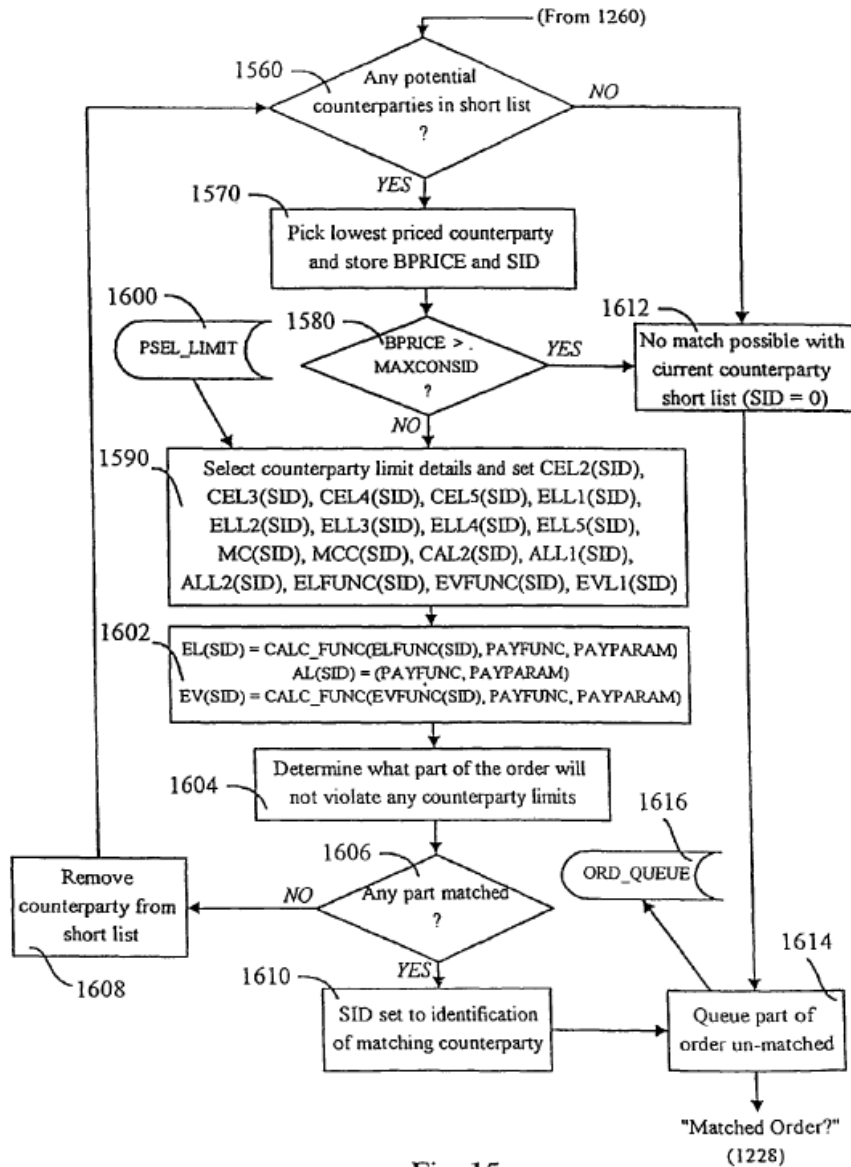 (From 1260)
1560
Any potential
counterparties in short list
?
NO
YES
1570
Pick lowest priced counterparty
and store BPRICE and SID
1600
PSEL_LIMIT
1580
BPRICE >
MAXCONSID
?
YES
NO
1612
No match possible with
current counterparty
short list (SID = 0)
1590
Select counterparty limit details and set CEL2(SID),
CEL3(SID), CEL4(SID), CEL5(SID), ELL1(SID),
ELL2(SID), ELL3(SID), ELL4(SID), ELL5(SID),
MC(SID), MCC(SID), CAL2(SID), ALL1(SID),
ALL2(SID), ELFUNC(SID), EVFUNC(SID), EVL1(SID)
1602
EL(SID) = CALC_FUNC(ELFUNC(SID), PAYFUNC, PAYPARAM)
AL(SID) = (PAYFUNC, PAYPARAM)
EV(SID) = CALC_FUNC(EVFUNC(SID), PAYFUNC, PAYPARAM)
1604
Determine what part of the order will
not violate any counterparty limits
1606
Any part matched
?
NO
YES
Remove
counterparty from
short list
1608
1610
SID set to identification
of matching counterparty
1616
ORD_QUEUE
1614
Queue part of
order un-matched
"Matched Order?"
(1228)
Fig. 15